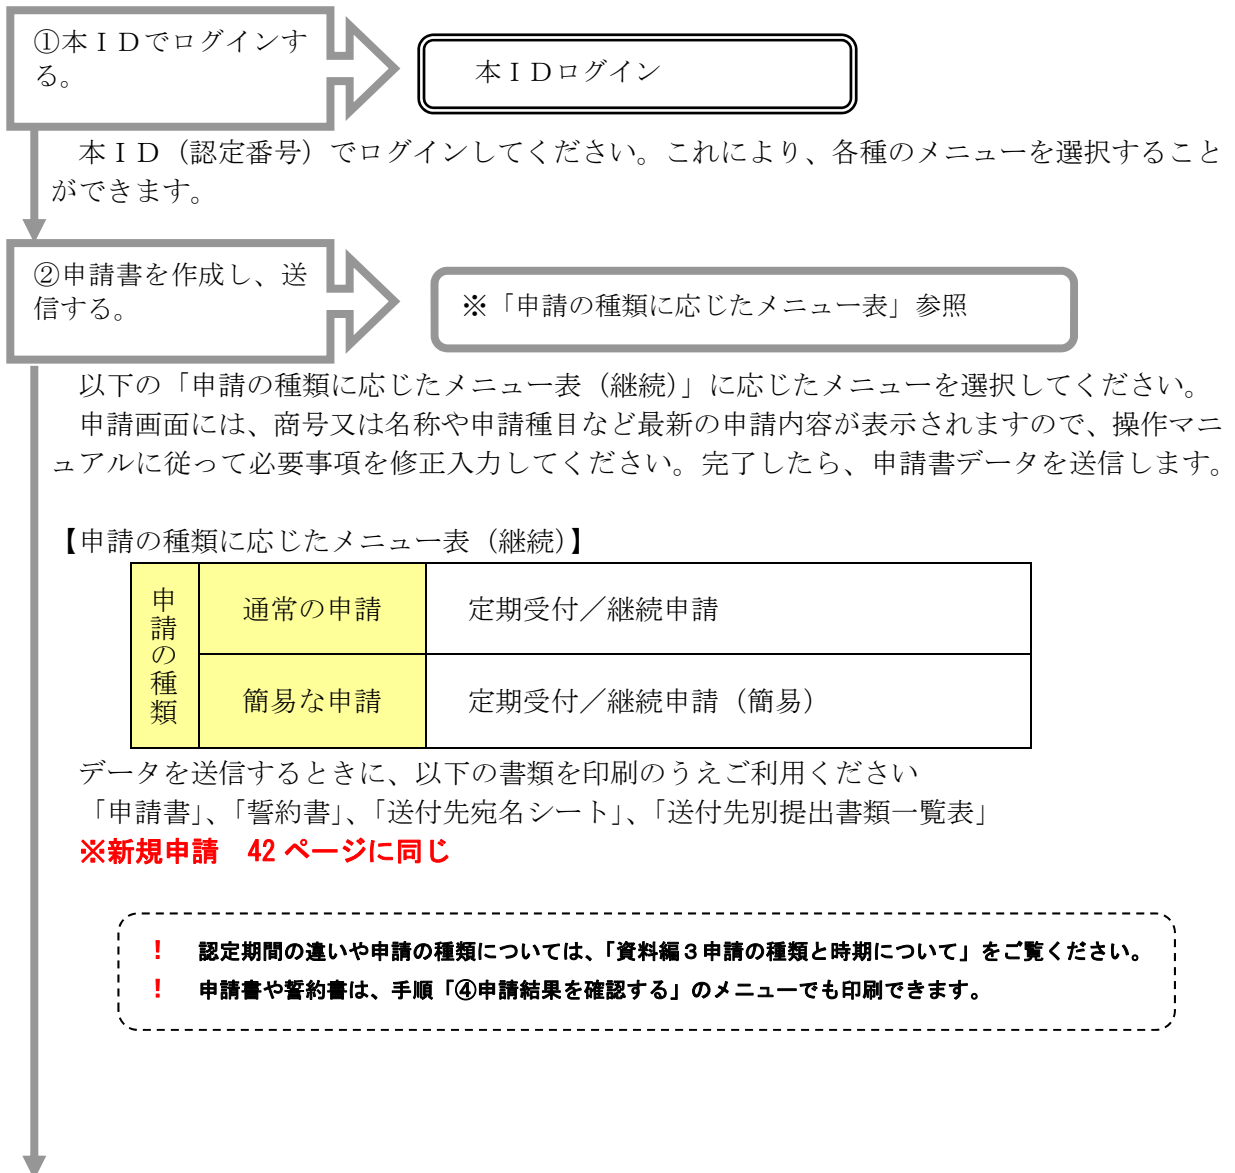 ①本ＩＤでログインす
る。
本ＩＤログイン
本ＩＤ（認定番号）でログインしてください。これにより、各種のメニューを選択すること
ができます。
②申請書を作成し、送
信する。
※「申請の種類に応じたメニュー表」参照
以下の「申請の種類に応じたメニュー表（継続）」に応じたメニューを選択してください。
申請画面には、商号又は名称や申請種目など最新の申請内容が表示されますので、操作マニ
ュアルに従って必要事項を修正入力してください。完了したら、申請書データを送信します。
【申請の種類に応じたメニュー表（継続）】
申請の種類
通常の申請
定期受付／継続申請
簡易な申請
定期受付／継続申請（簡易）
データを送信するときに、以下の書類を印刷のうえご利用ください
「申請書」、「誓約書」、「送付先宛名シート」、「送付先別提出書類一覧表」
※新規申請　42 ページに同じ
！　認定期間の違いや申請の種類については、「資料編３申請の種類と時期について」をご覧ください。
！　申請書や誓約書は、手順「④申請結果を確認する」のメニューでも印刷できます。